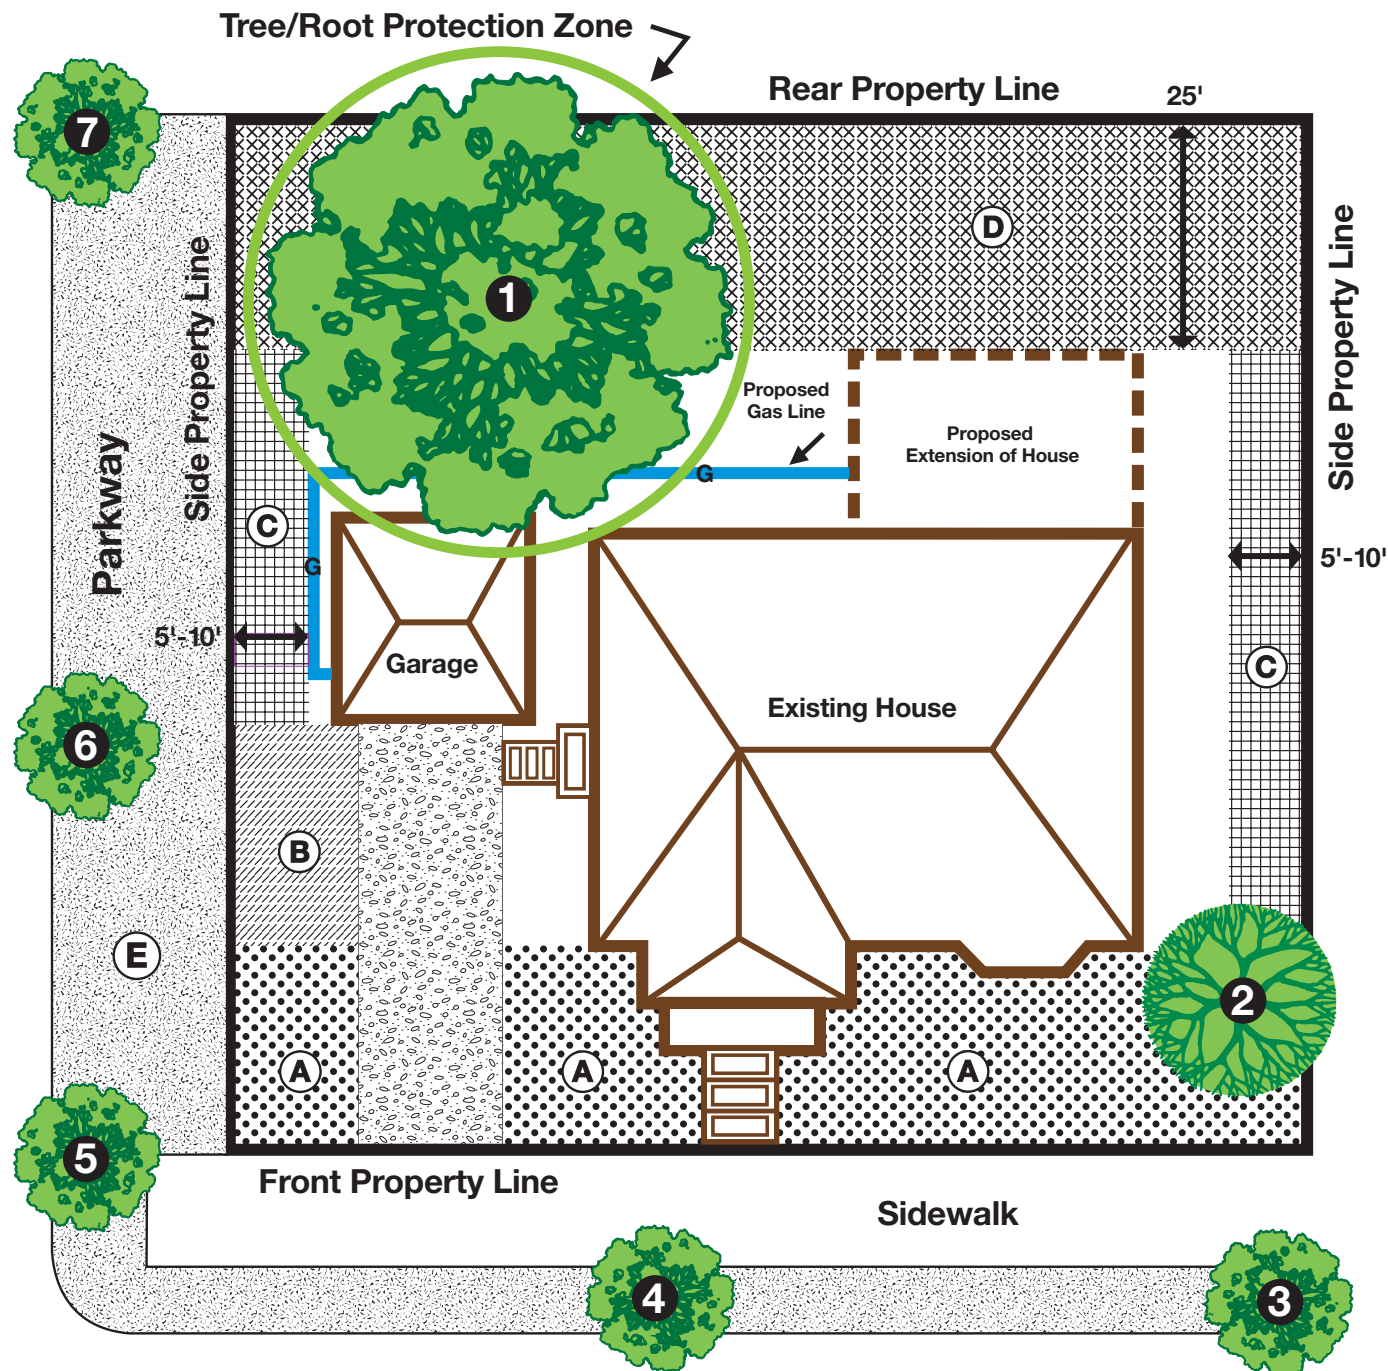 Tree/Root Protection Zone
Rear Property Line
25'
7
1
D
Side Property Line
Side Property Line
Parkway
Proposed
Gas Line
Proposed
Extension of House
G
C
G
5'-10'
5'-10'
Garage
C
Existing House
6
B
E
2
A
A
A
5
Front Property Line
Sidewalk
4
3